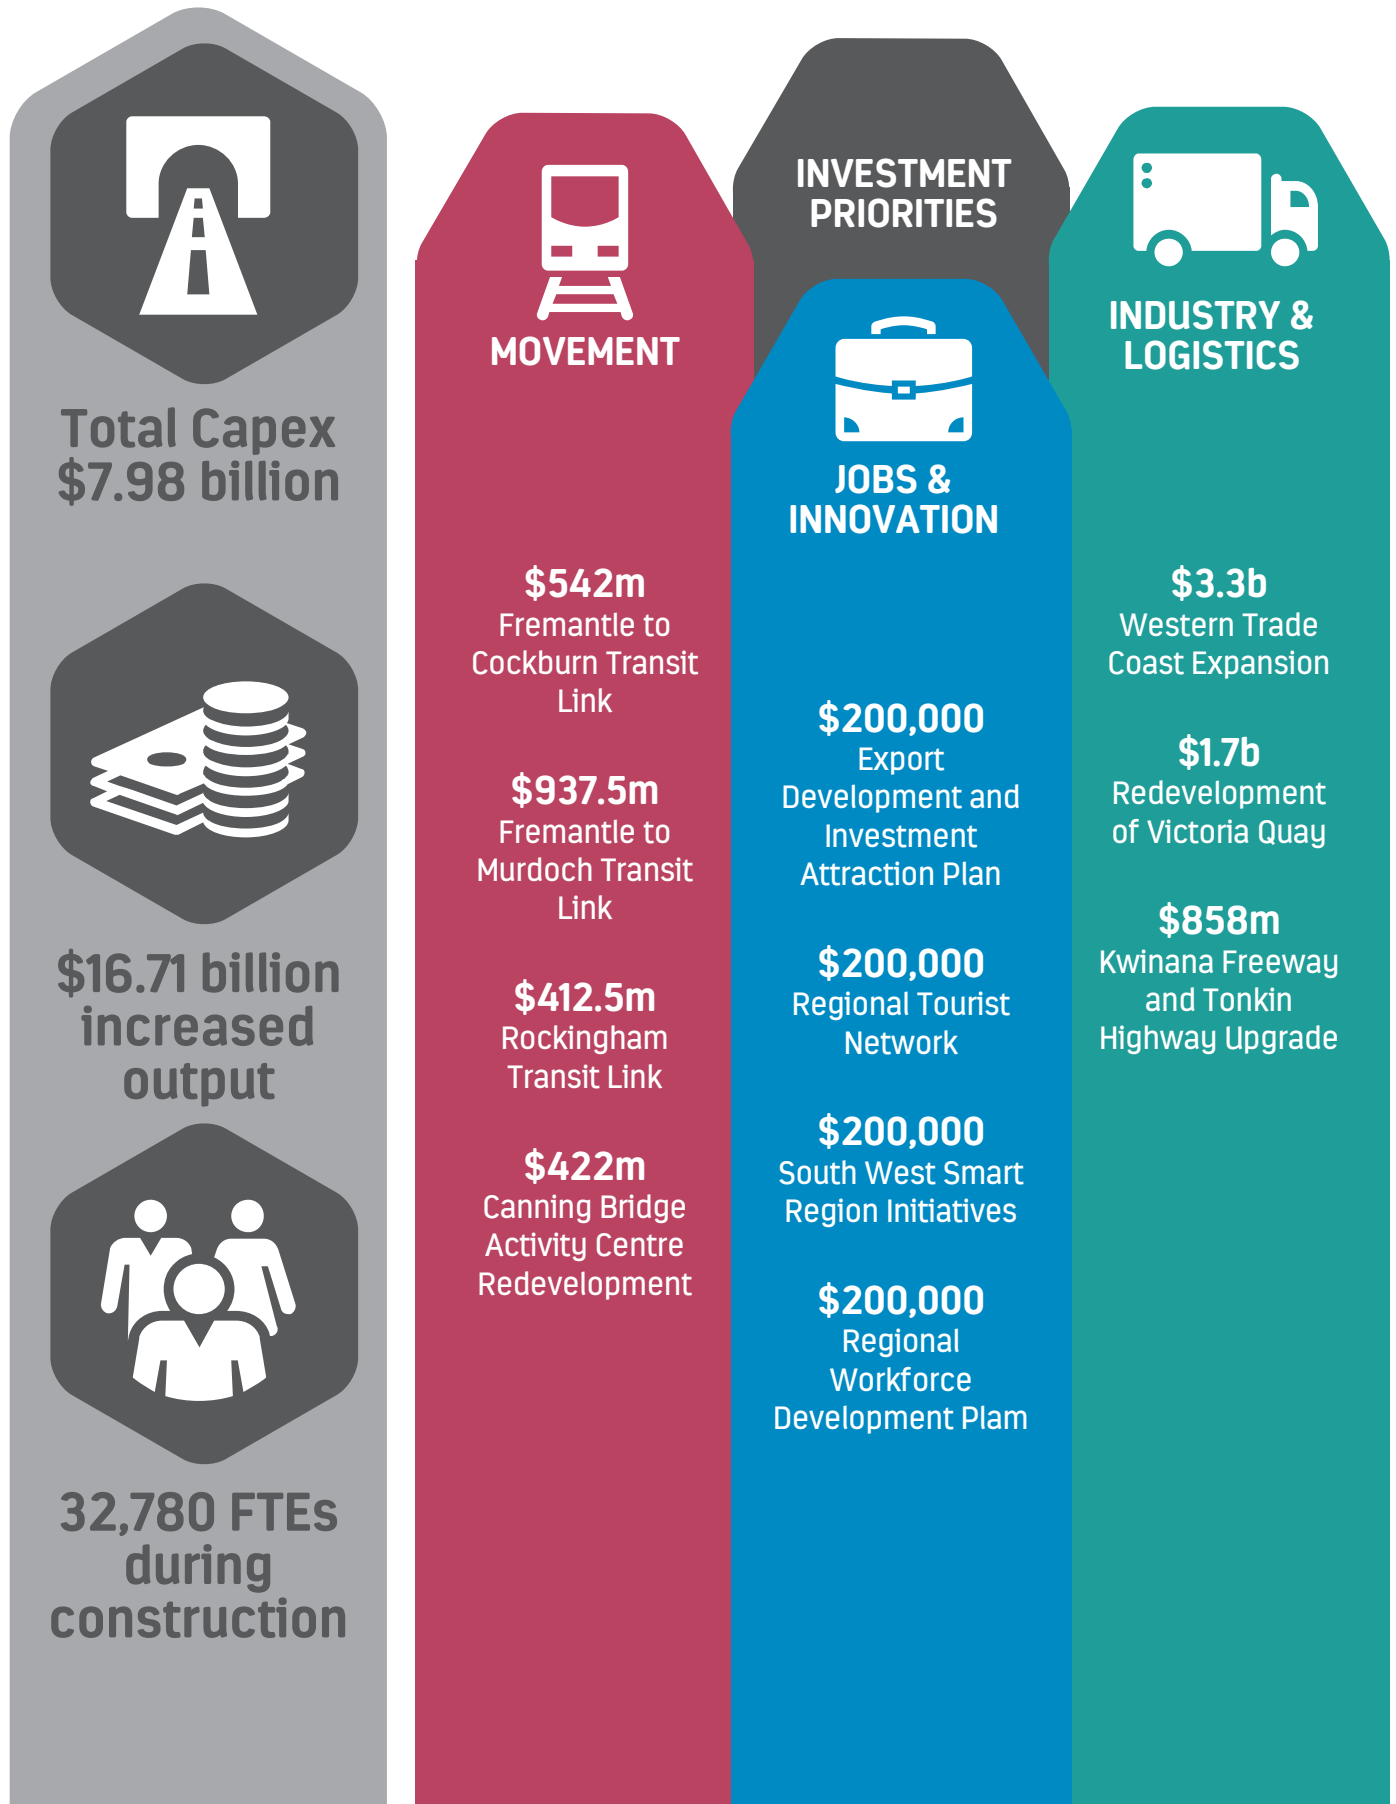 Total Capex
$7.98 billion
$16.71 billion
increased
output
32,780 FTEs
during
construction
INVESTMENT
PRIORITIES
MOVEMENT
$542m
Fremantle to
Cockburn Transit
Link
$937.5m
Fremantle to
Murdoch Transit
Link
$412.5m
Rockingham
Transit Link
$422m
Canning Bridge
Activity Centre
Redevelopment
JOBS &
INNOVATION
$200,000
Export
Development and
Investment
Attraction Plan
$200,000
Regional Tourist
Network
$200,000
South West Smart
Region Initiatives
$200,000
Regional
Workforce
Development Plam
INDUSTRY &
LOGISTICS
$3.3b
Western Trade
Coast Expansion
$1.7b
Redevelopment
of Victoria Quay
$858m
Kwinana Freeway
and Tonkin
Highway Upgrade